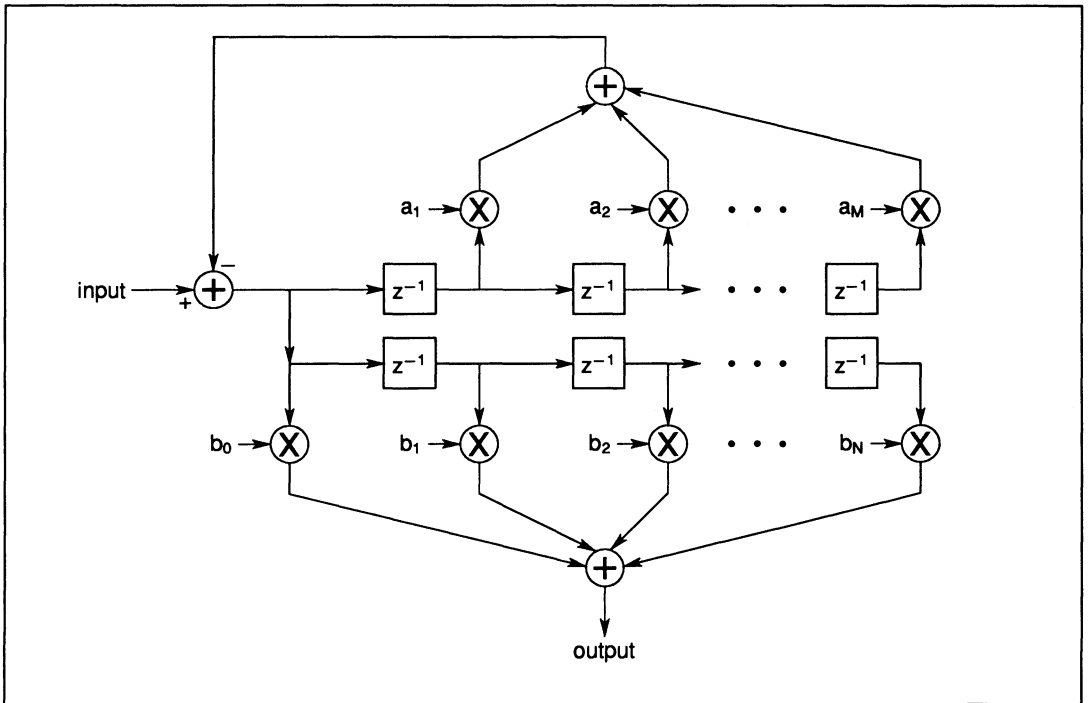 +
a₁ X a₂ X • • • a_M X
−
input + + z⁻¹ z⁻¹ • • • z⁻¹
z⁻¹ z⁻¹ • • • z⁻¹
b₀ X b₁ X b₂ X • • • b_N X
+
output